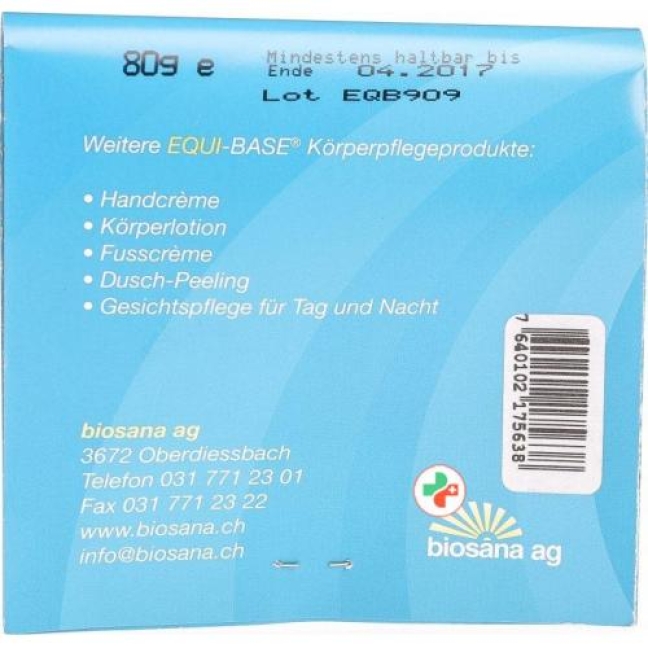 80g e
Mindestens haltbar bis
Ende 04.2017
Lot EQB909
Weitere EQUI-BASE® Körperpflegeprodukte:
• Handcrème
• Körperlotion
• Fusscrème
• Dusch-Peeling
• Gesichtspflege für Tag und Nacht
7 640102 175638
biosana ag
3672 Oberdiessbach
Telefon 031 771 23 01
Fax 031 771 23 22
www.biosana.ch
info@biosana.ch
biosâna ag